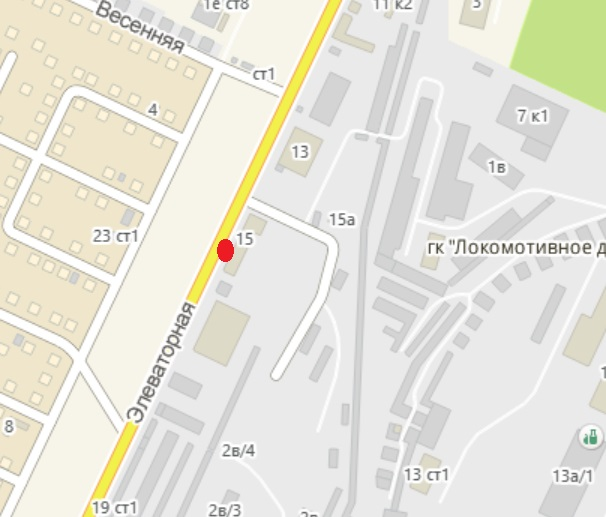 1е ст8
11 к2
3
Весенняя
ст1
4
7 к1
13
1в
15а
23 ст1
15
гк "Локомотивное д
Элеваторная
8
2в/4
13 ст1
13а/1
19 ст1
2в/3